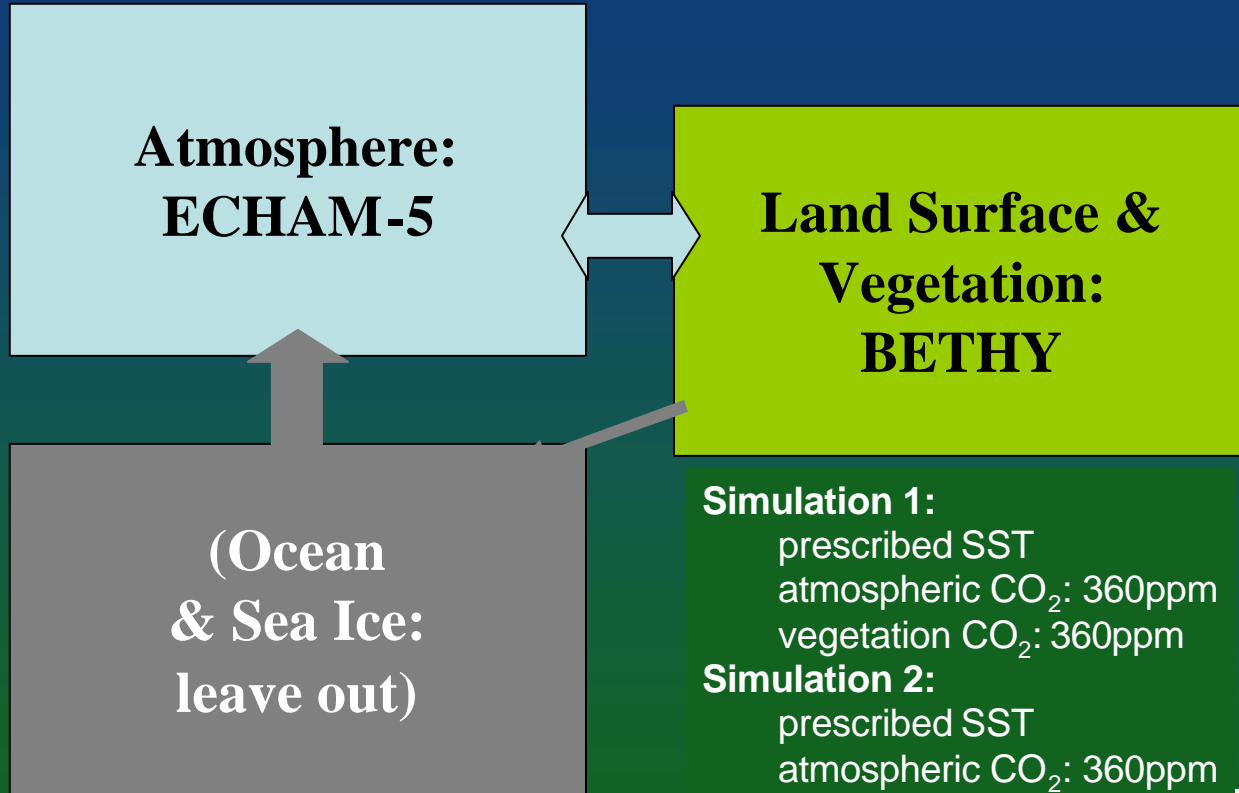 Atmosphere:
ECHAM-5
Land Surface &
Vegetation:
BETHY
(Ocean
& Sea Ice:
leave out)
Simulation 1:
prescribed SST
atmospheric CO₂: 360ppm
vegetation CO₂: 360ppm
Simulation 2:
prescribed SST
atmospheric CO₂: 360ppm